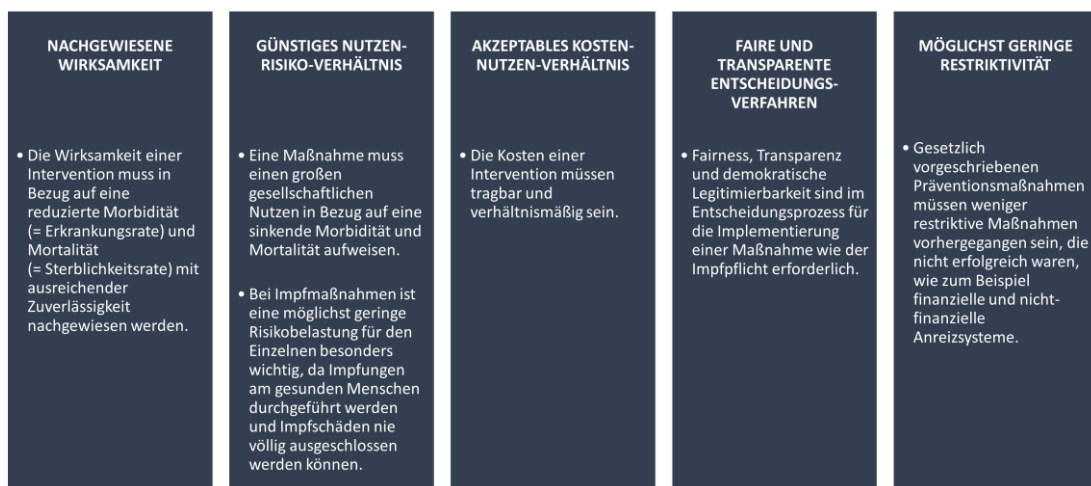 NACHGEWIESENE
WIRKSAMKEIT
• Die Wirksamkeit einer
Intervention muss in
Bezug auf eine
reduzierte Morbidität
(= Erkrankungsrate) und
Mortalität
(= Sterblichkeitsrate) mit
ausreichender
Zuverlässigkeit
nachgewiesen werden.
GÜNSTIGES NUTZEN-
RISIKO-VERHÄLTNIS
• Eine Maßnahme muss
einen großen
gesellschaftlichen
Nutzen in Bezug auf eine
sinkende Morbidität und
Mortalität aufweisen.
• Bei Impfmaßnahmen ist
eine möglichst geringe
Risikobelastung für den
Einzelnen besonders
wichtig, da Impfungen
am gesunden Menschen
durchgeführt werden
und Impfschäden nie
völlig ausgeschlossen
werden können.
AKZEPTABLES KOSTEN-
NUTZEN-VERHÄLTNIS
• Die Kosten einer
Intervention müssen
tragbar und
verhältnismäßig sein.
FAIRE UND
TRANSPARENTE
ENTSCHEIDUNGS-
VERFAHREN
• Fairness, Transparenz
und demokratische
Legitimierbarkeit sind im
Entscheidungsprozess für
die Implementierung
einer Maßnahme wie der
Impfpflicht erforderlich.
MÖGLICHST GERINGE
RESTRIKTIVITÄT
• Gesetzlich
vorgeschriebenen
Präventionsmaßnahmen
müssen weniger
restriktive Maßnahmen
vorhergegangen sein, die
nicht erfolgreich waren,
wie zum Beispiel
finanzielle und nicht-
finanzielle
Anreizsysteme.